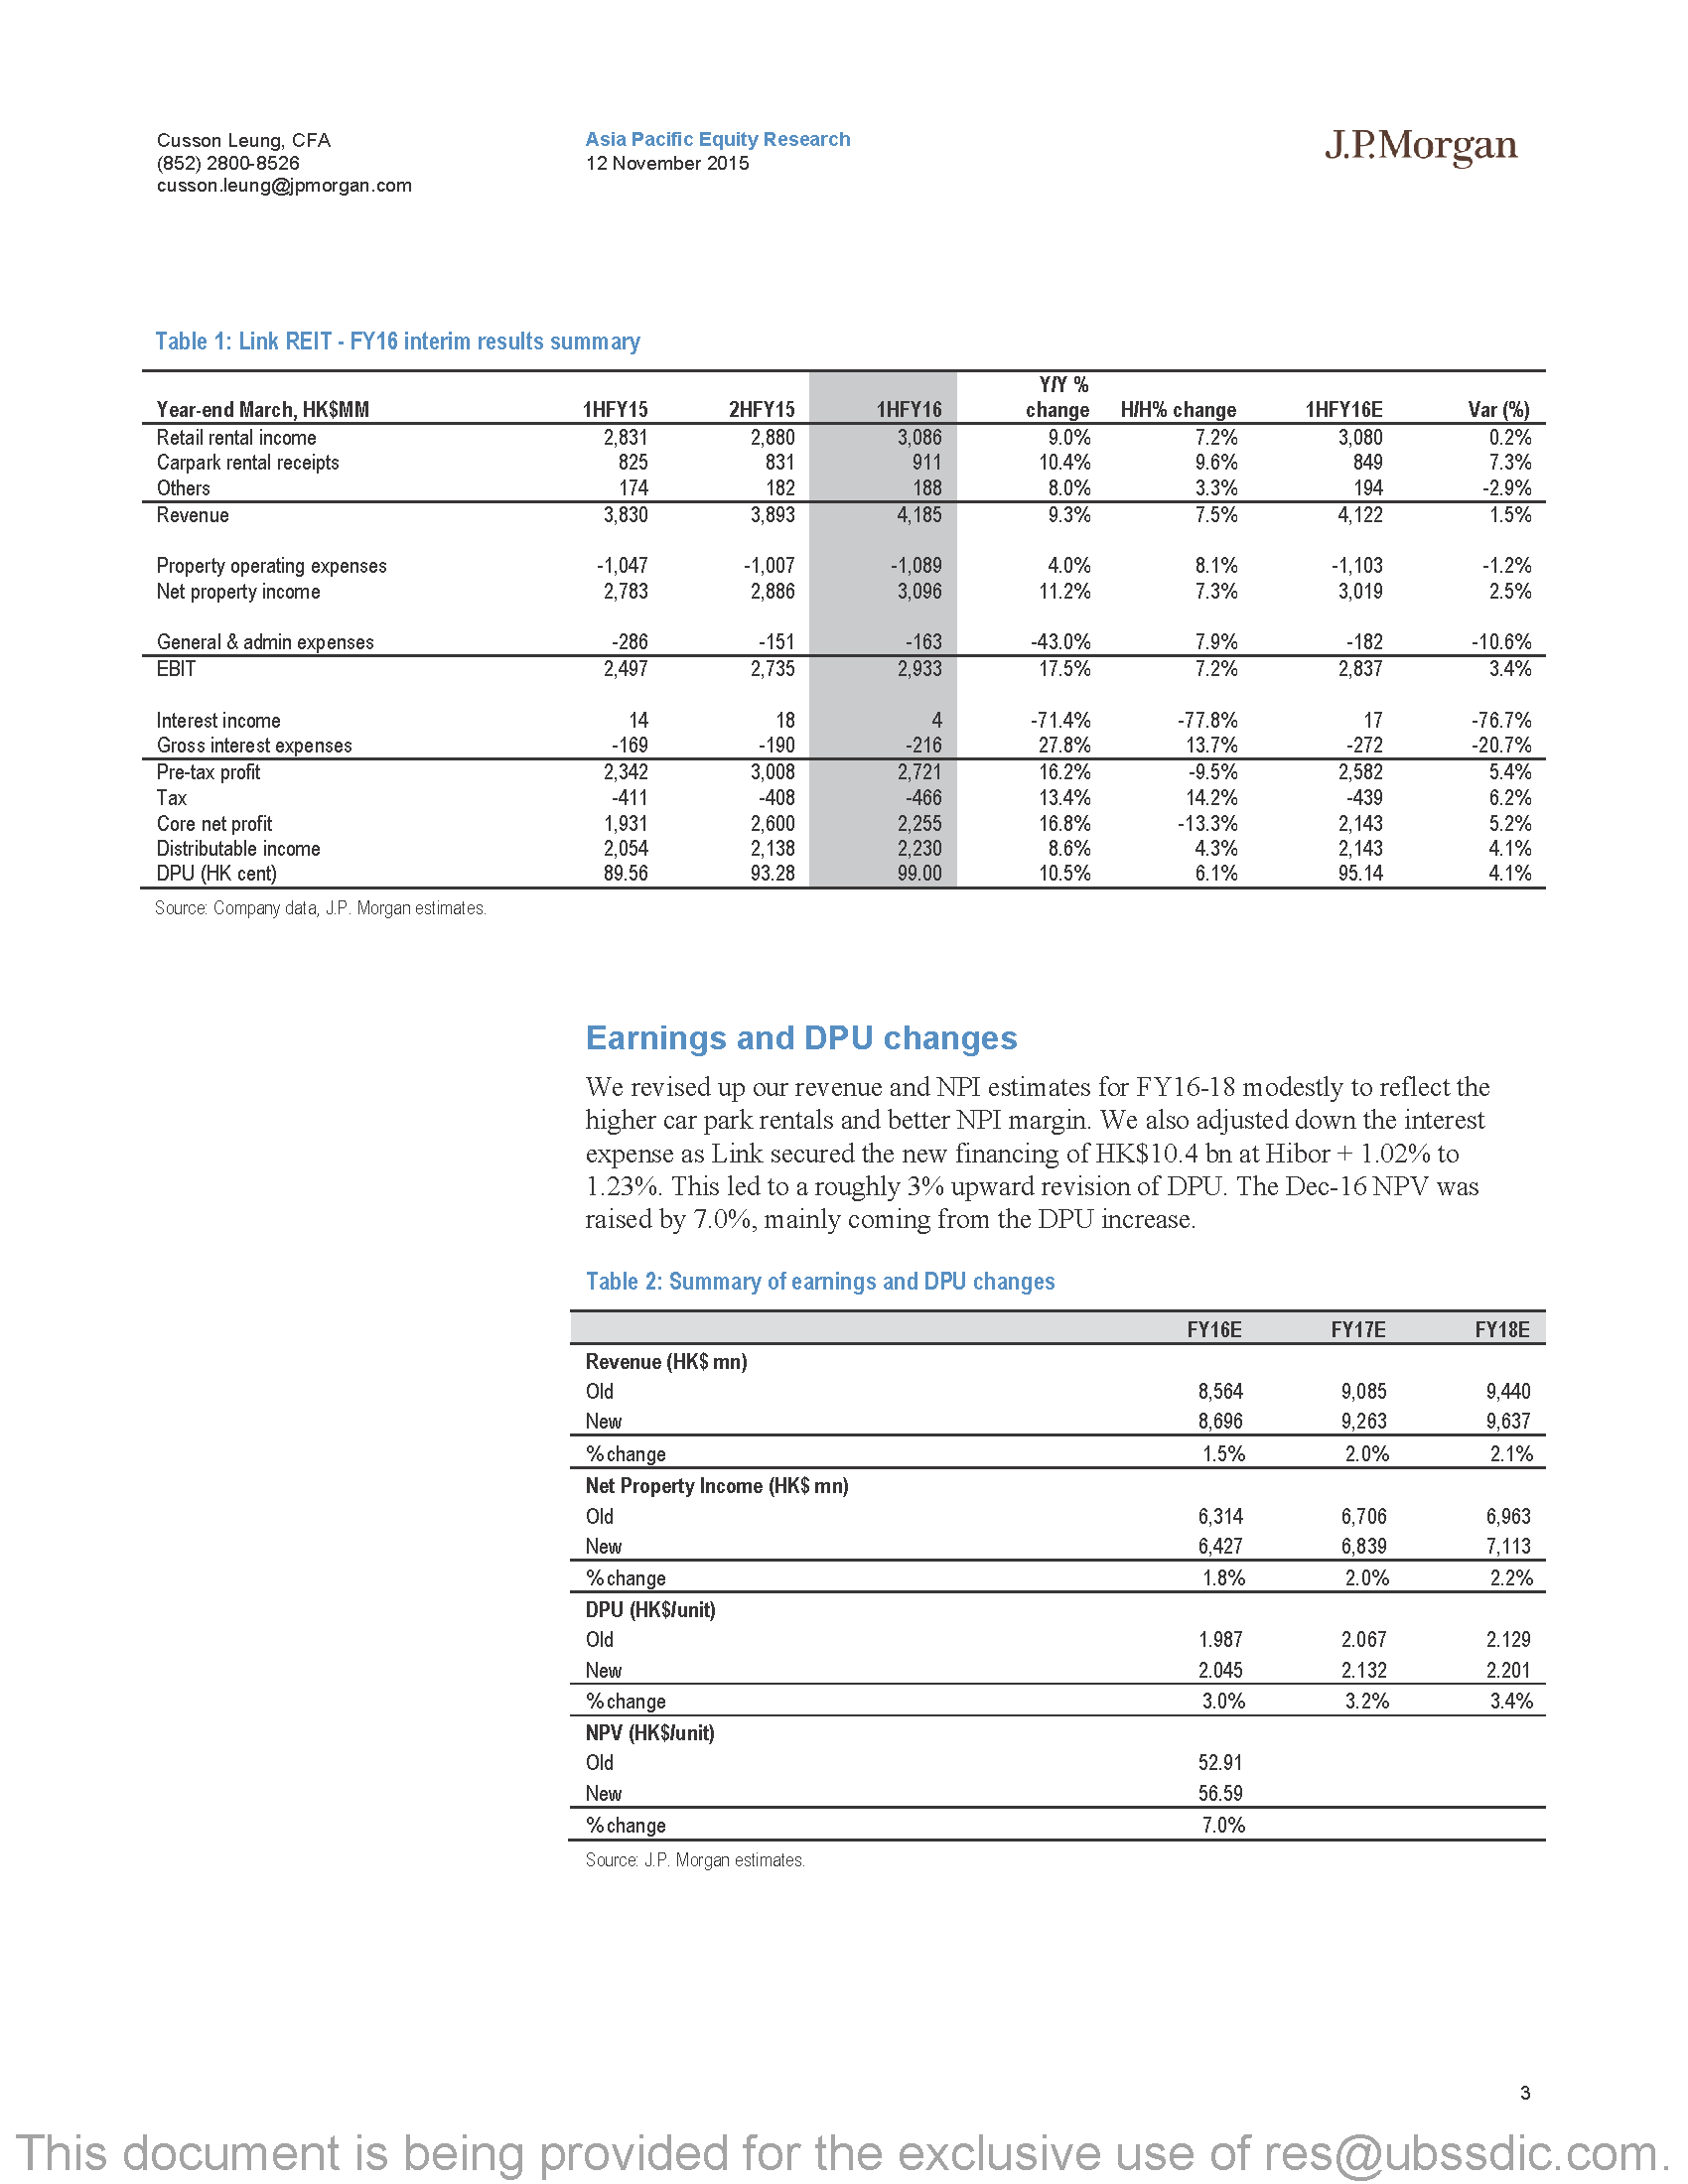 Cusson Leung, CFA
(852) 2800-8526
cusson.leung@jpmorgan.com
Asia Pacific Equity Research
12 November 2015
J.P.Morgan
Table 1: Link REIT - FY16 interim results summary
Year-end March, HK$MM 1HFY15 2HFY15 1HFY16 Y/Y % change H/H% change 1HFY16E Var (%)
Retail rental income 2,831 2,880 3,086 9.0% 7.2% 3,080 0.2%
Carpark rental receipts 825 831 911 10.4% 9.6% 849 7.3%
Others 174 182 188 8.0% 3.3% 194 -2.9%
Revenue 3,830 3,893 4,185 9.3% 7.5% 4,122 1.5%
Property operating expenses -1,047 -1,007 -1,089 4.0% 8.1% -1,103 -1.2%
Net property income 2,783 2,886 3,096 11.2% 7.3% 3,019 2.5%
General & admin expenses -286 -151 -163 -43.0% 7.9% -182 -10.6%
EBIT 2,497 2,735 2,933 17.5% 7.2% 2,837 3.4%
Interest income 14 18 4 -71.4% -77.8% 17 -76.7%
Gross interest expenses -169 -190 -216 27.8% 13.7% -272 -20.7%
Pre-tax profit 2,342 3,008 2,721 16.2% -9.5% 2,582 5.4%
Tax -411 -408 -466 13.4% 14.2% -439 6.2%
Core net profit 1,931 2,600 2,255 16.8% -13.3% 2,143 5.2%
Distributable income 2,054 2,138 2,230 8.6% 4.3% 2,143 4.1%
DPU (HK cent) 89.56 93.28 99.00 10.5% 6.1% 95.14 4.1%
Source: Company data, J.P. Morgan estimates.
Earnings and DPU changes
We revised up our revenue and NPI estimates for FY16-18 modestly to reflect the
higher car park rentals and better NPI margin. We also adjusted down the interest
expense as Link secured the new financing of HK$10.4 bn at Hibor + 1.02% to
1.23%. This led to a roughly 3% upward revision of DPU. The Dec-16 NPV was
raised by 7.0%, mainly coming from the DPU increase.
Table 2: Summary of earnings and DPU changes
FY16E FY17E FY18E
Revenue (HK$ mn)
Old 8,564 9,085 9,440
New 8,696 9,263 9,637
% change 1.5% 2.0% 2.1%
Net Property Income (HK$ mn)
Old 6,314 6,706 6,963
New 6,427 6,839 7,113
% change 1.8% 2.0% 2.2%
DPU (HK$/unit)
Old 1.987 2.067 2.129
New 2.045 2.132 2.201
% change 3.0% 3.2% 3.4%
NPV (HK$/unit)
Old 52.91
New 56.59
% change 7.0%
Source: J.P. Morgan estimates.
3
This document is being provided for the exclusive use of res@ubssdic.com.